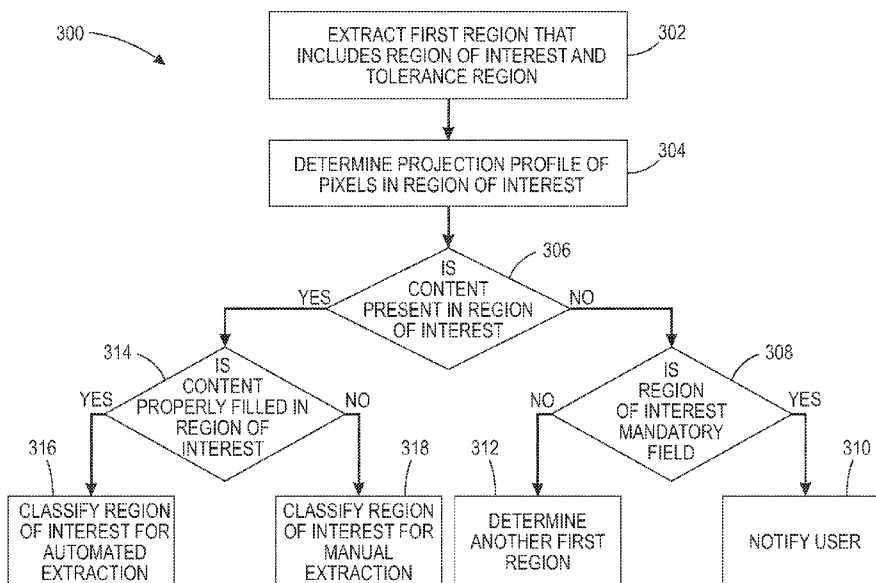 300
EXTRACT FIRST REGION THAT
INCLUDES REGION OF INTEREST AND
TOLERANCE REGION
302
DETERMINE PROJECTION PROFILE OF
PIXELS IN REGION OF INTEREST
304
306
IS
CONTENT
PRESENT IN REGION
OF INTEREST
YES
NO
314
IS
CONTENT
PROPERLY FILLED IN
REGION OF
INTEREST
YES
NO
308
IS
REGION
OF INTEREST
MANDATORY
FIELD
NO
YES
316
CLASSIFY REGION
OF INTEREST FOR
AUTOMATED
EXTRACTION
318
CLASSIFY REGION
OF INTEREST FOR
MANUAL
EXTRACTION
312
DETERMINE
ANOTHER FIRST
REGION
310
NOTIFY USER